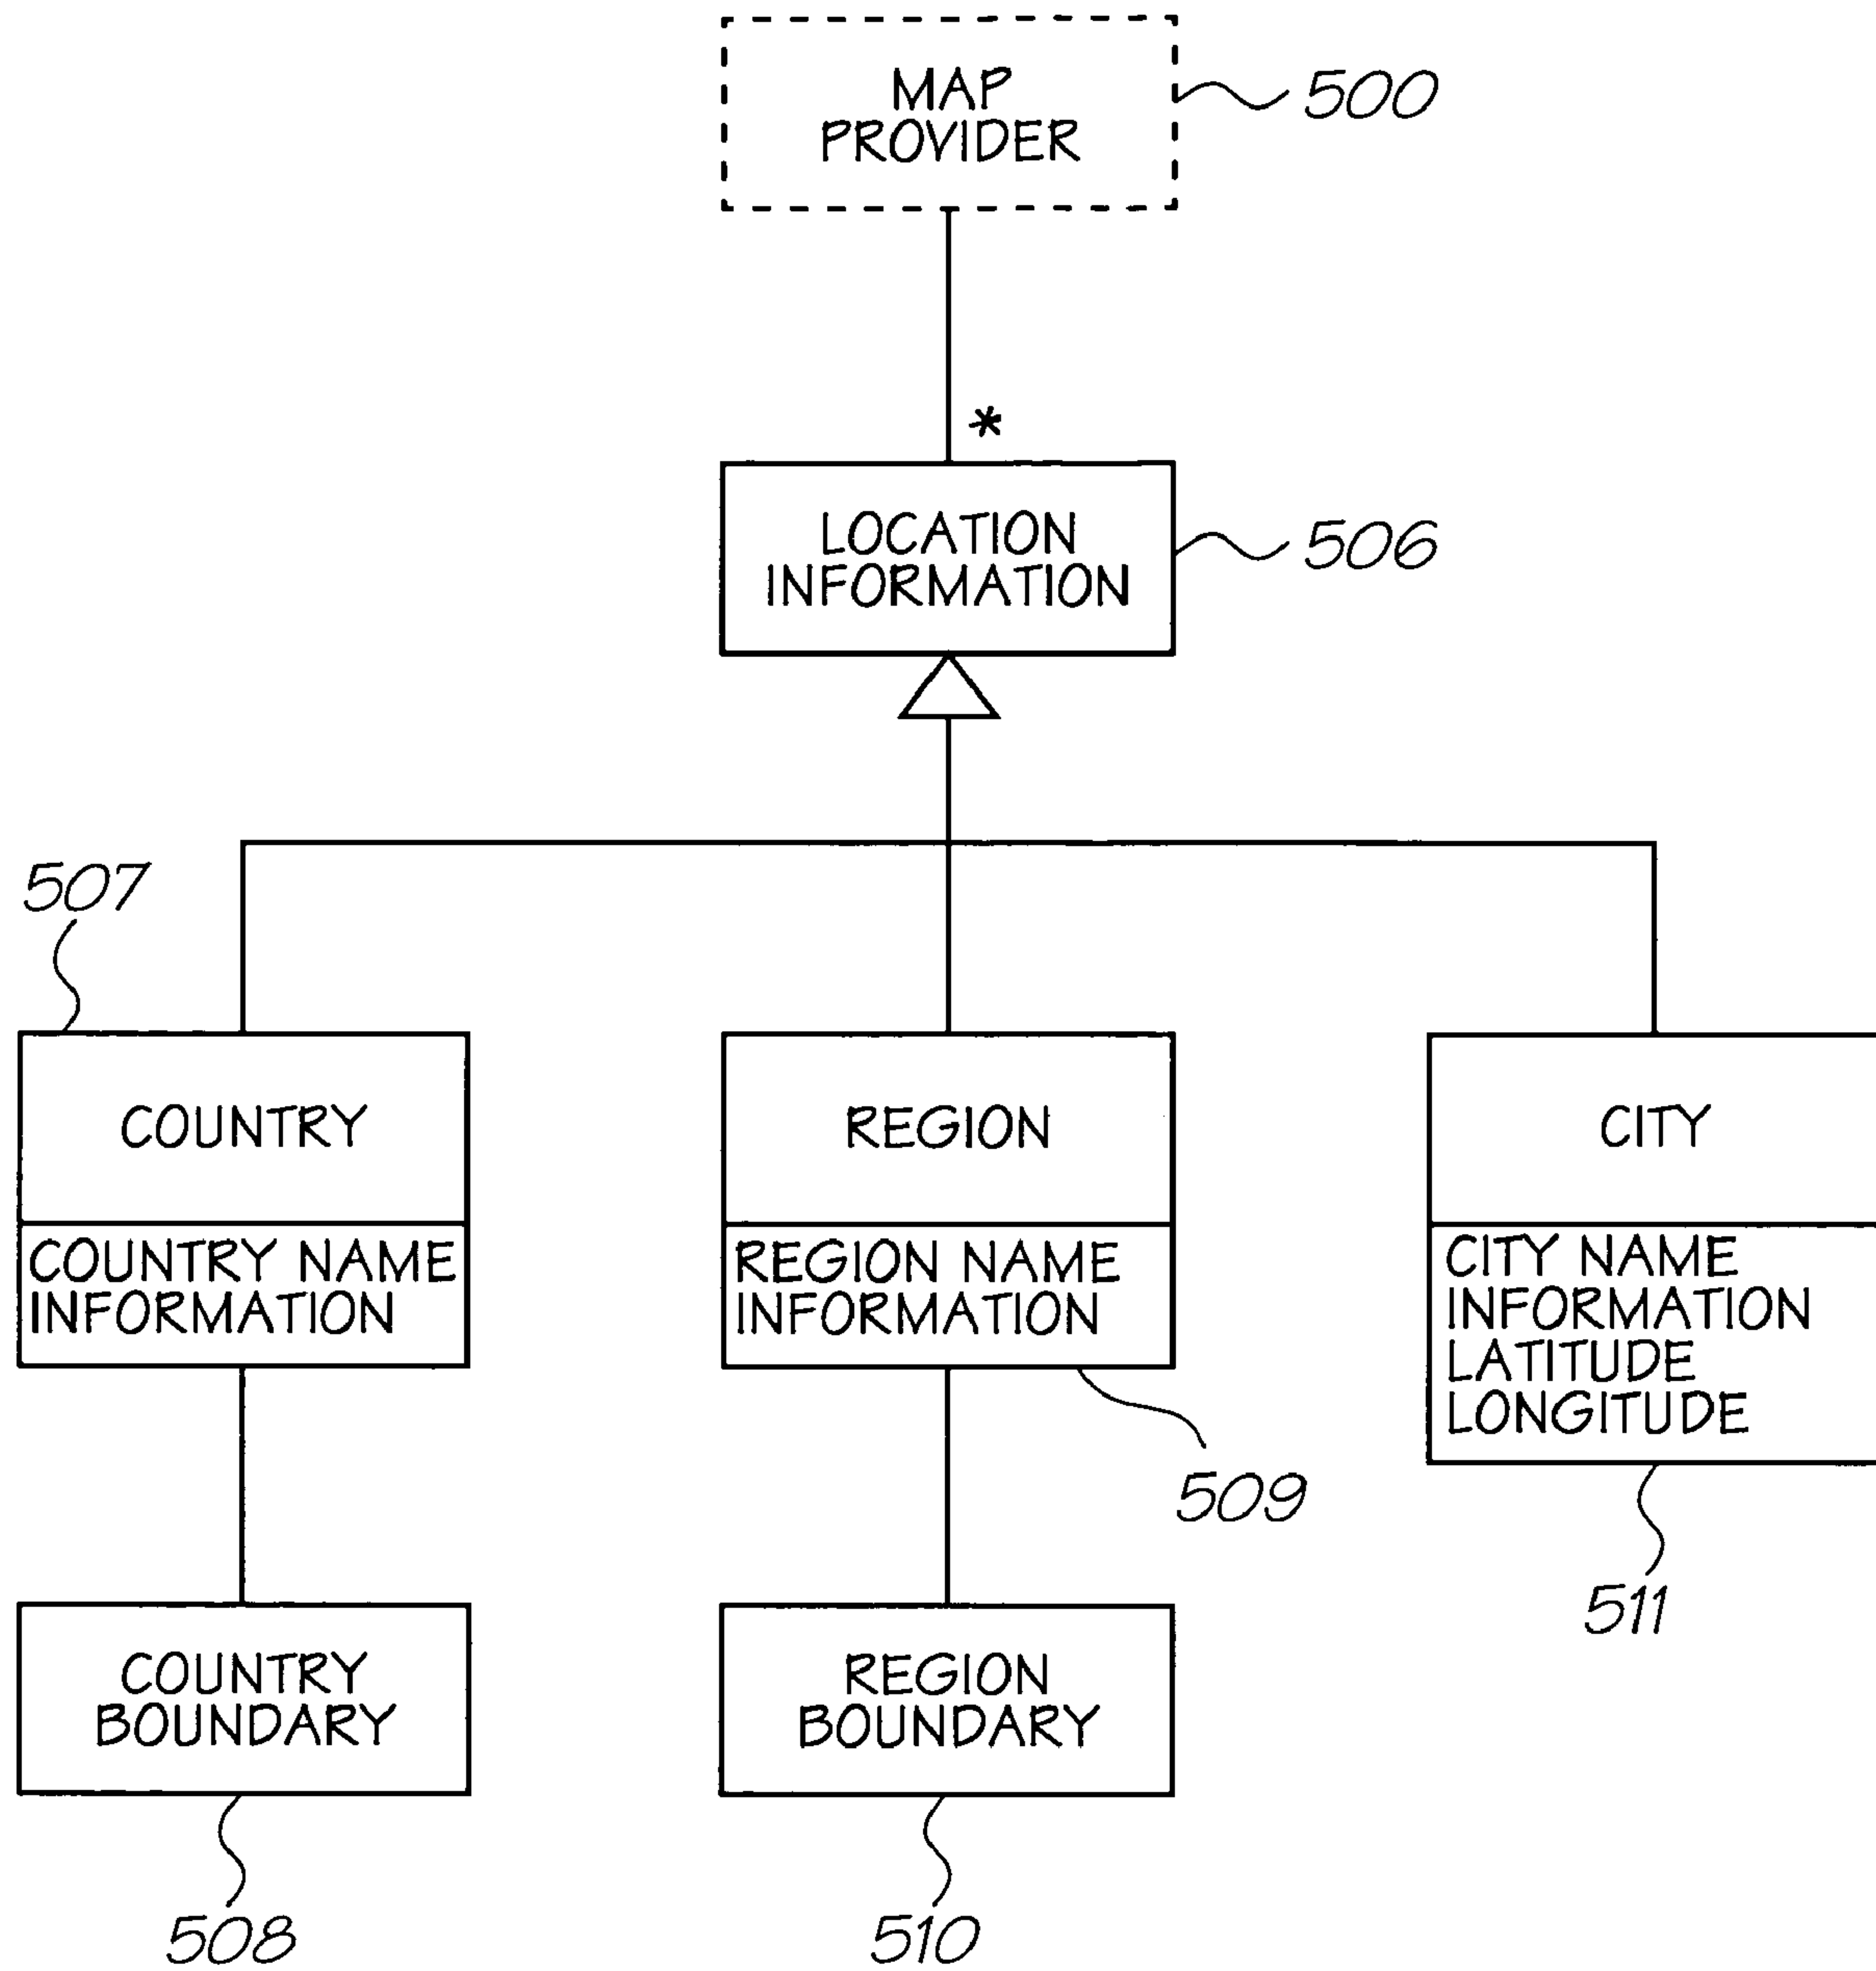 MAP
PROVIDER
500
*
LOCATION
INFORMATION
506
507
COUNTRY
COUNTRY NAME
INFORMATION
REGION
REGION NAME
INFORMATION
CITY
CITY NAME
INFORMATION
LATITUDE
LONGITUDE
509
511
COUNTRY
BOUNDARY
REGION
BOUNDARY
508
510